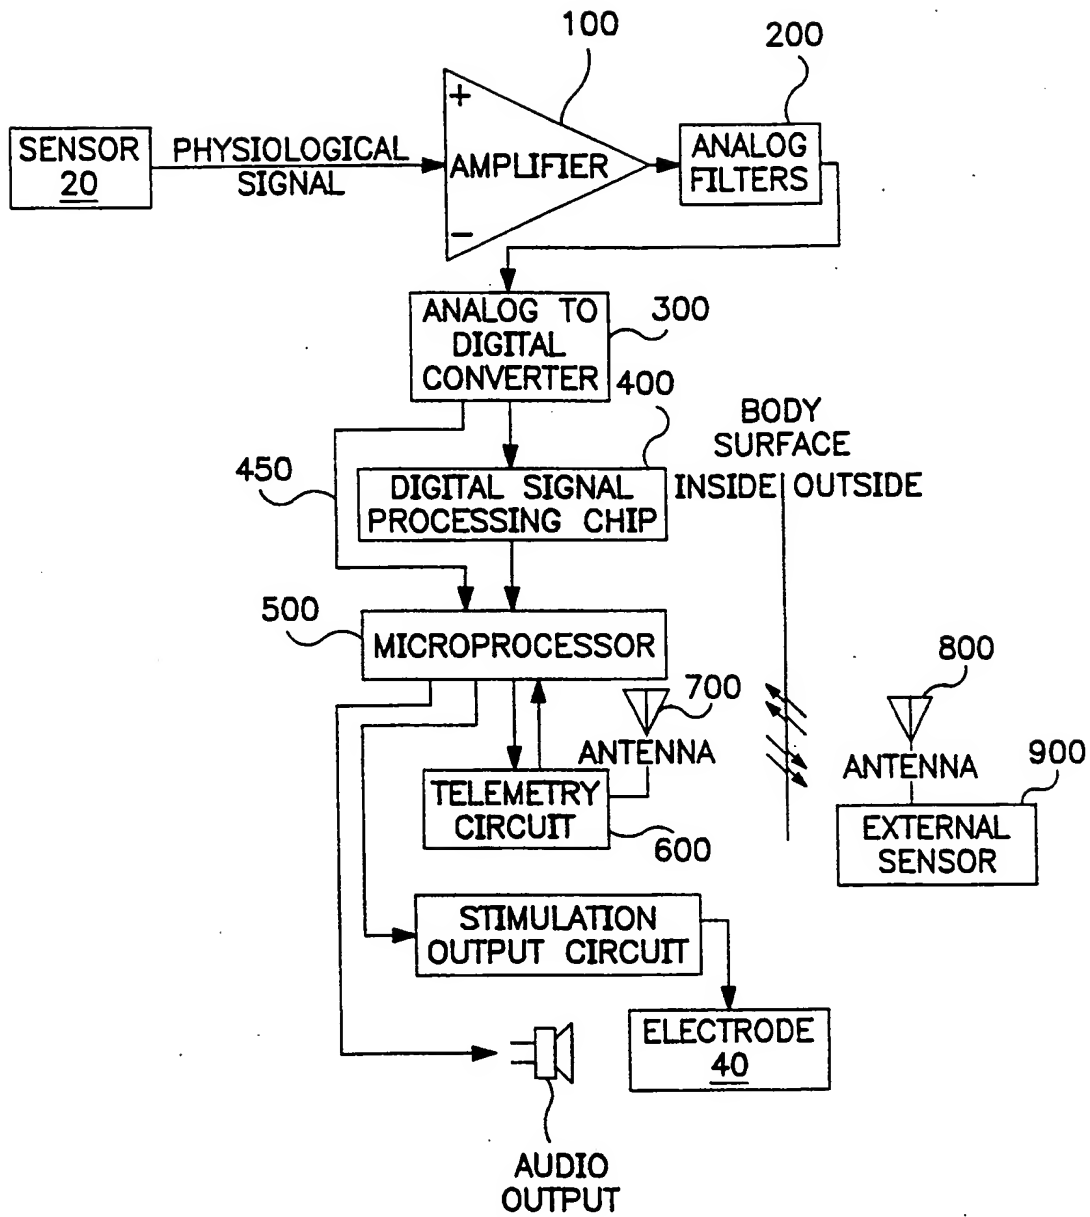 100
200
SENSOR
20
PHYSIOLOGICAL
SIGNAL
+
AMPLIFIER
−
ANALOG
FILTERS
ANALOG TO
DIGITAL
CONVERTER
300
400
450
DIGITAL SIGNAL
PROCESSING CHIP
BODY
SURFACE
INSIDE OUTSIDE
500
MICROPROCESSOR
700
ANTENNA
800
ANTENNA
900
TELEMETRY
CIRCUIT
600
EXTERNAL
SENSOR
STIMULATION
OUTPUT CIRCUIT
ELECTRODE
40
AUDIO
OUTPUT